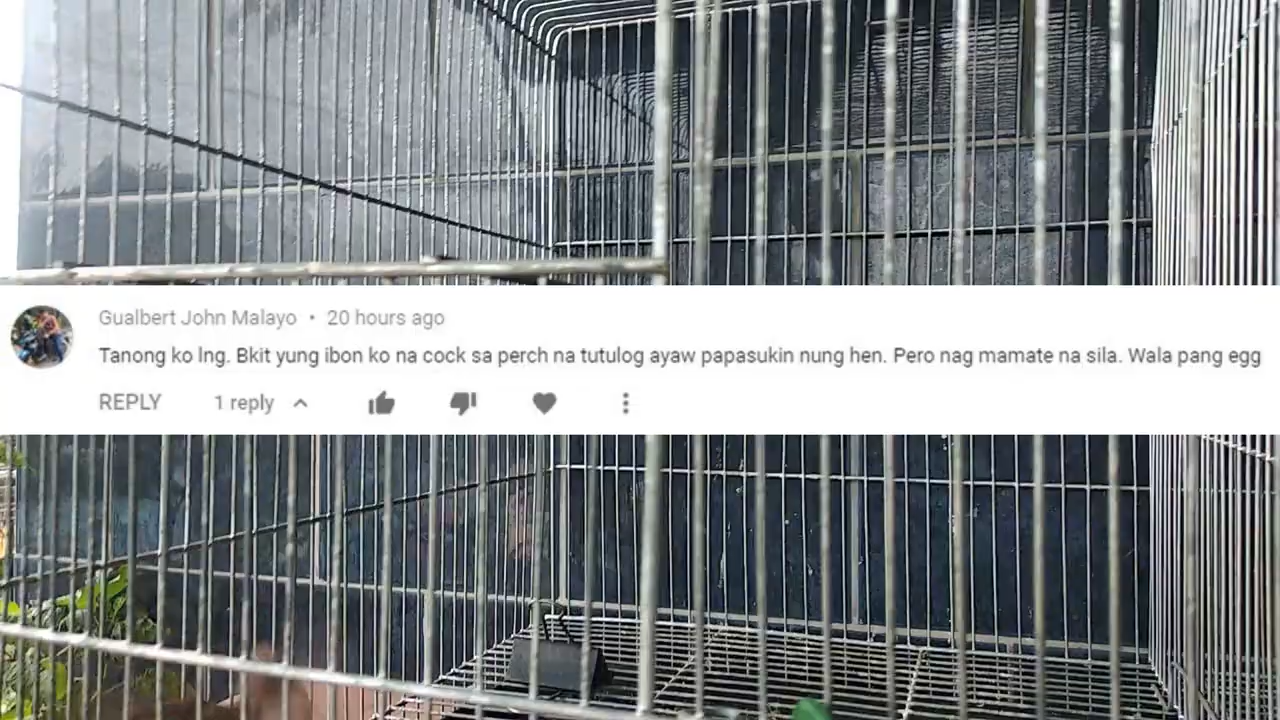 Gualbert John Malayo • 20 hours ago
Tanong ko lng. Bkit yung ibon ko na cock sa perch na tutulog ayaw papasukin nung hen. Pero nag mamate na sila. Wala pang egg
REPLY 1 reply